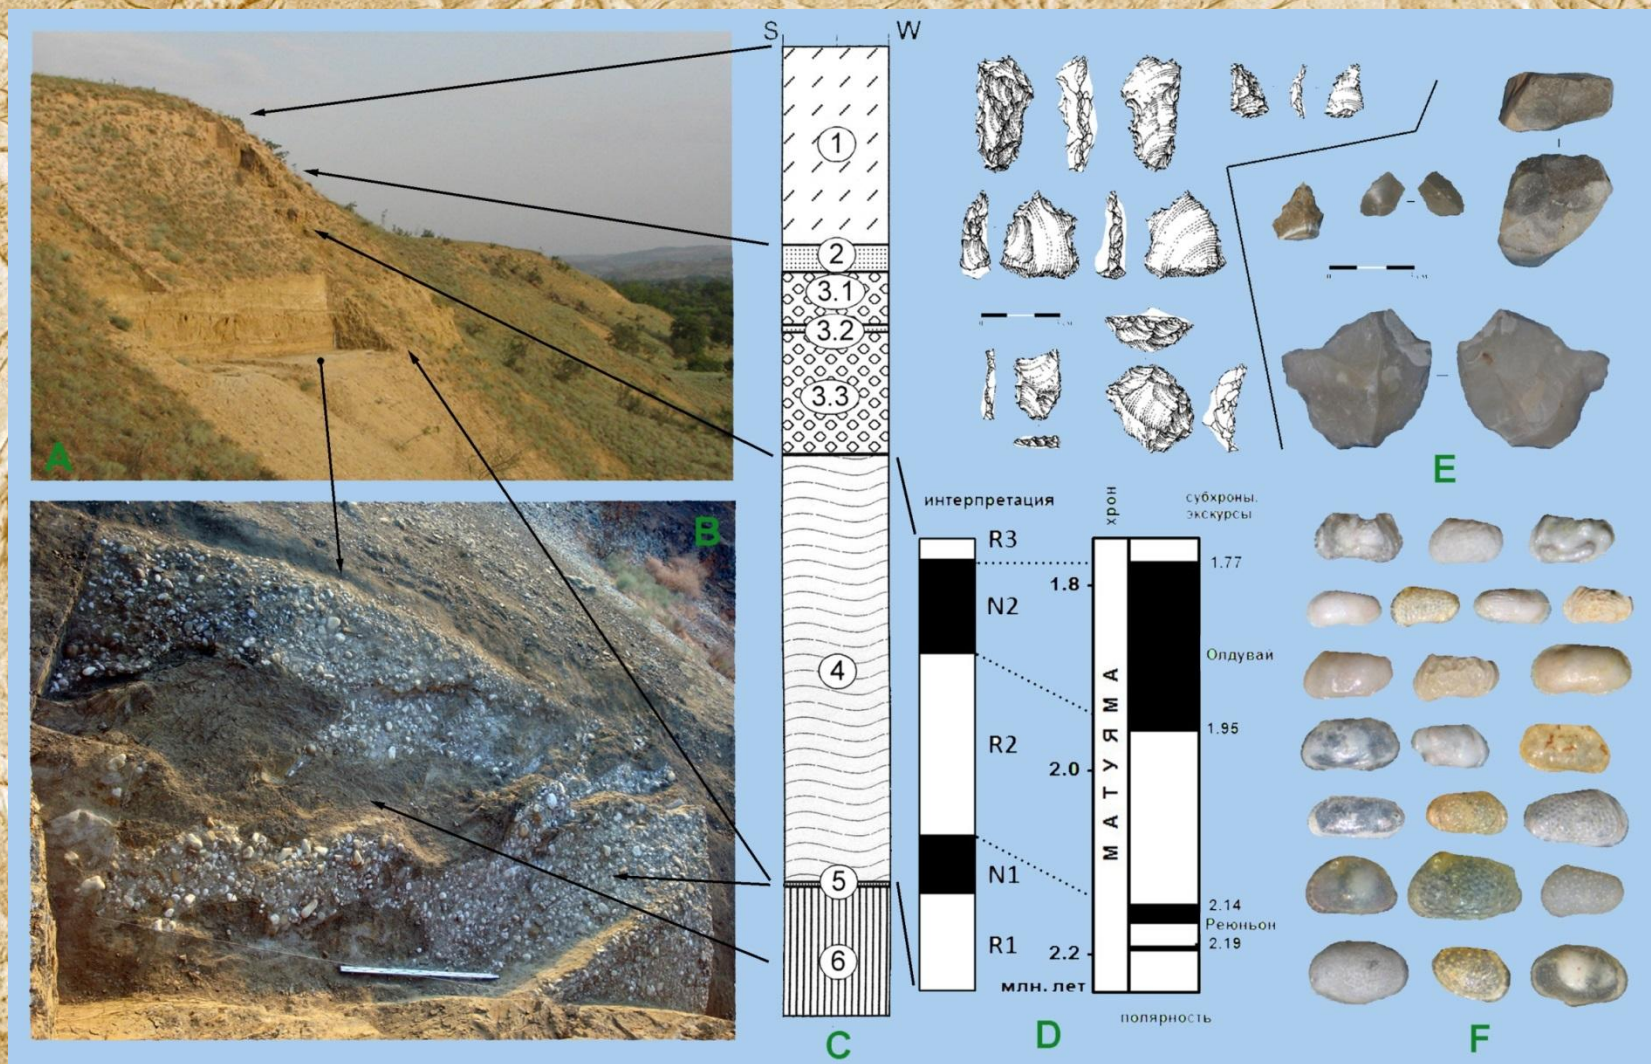 S W
1
2
3.1
3.2
3.3
4
5
6
A
B
C
интерпретация
R3
N2
R2
N1
R1
хрон
субхроны.
экскурсы
1.77
1.8
Олдувай
1.95
2.0
МАТУЯМА
2.14
Реюньон
2.19
2.2
млн. лет
полярность
D
E
F